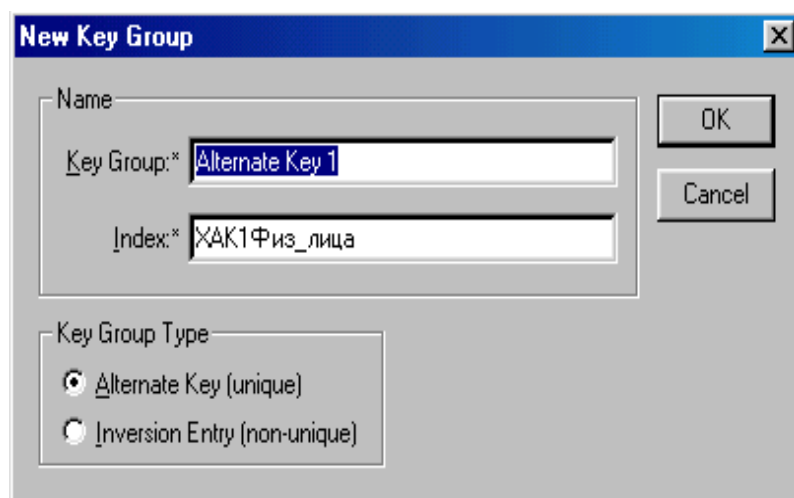 New Key Group
Name
Key Group:* Alternate Key 1
Index:* XAK1Физ_лица
OK
Cancel
Key Group Type
Alternate Key (unique)
Inversion Entry (non-unique)